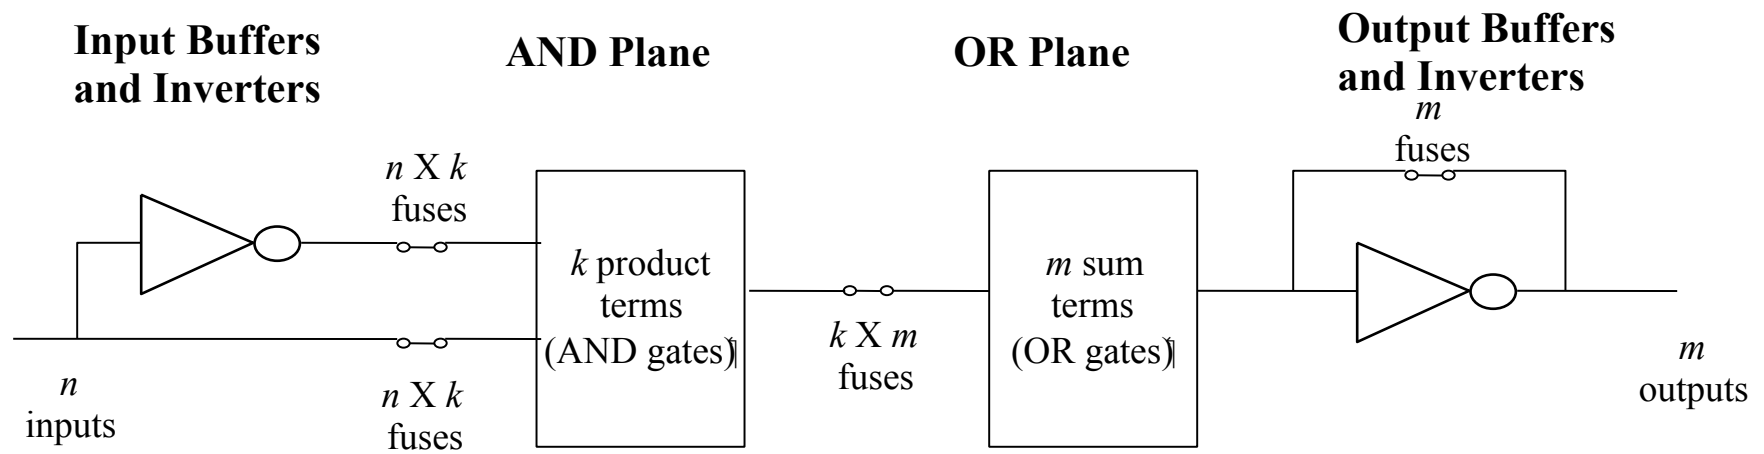 Input Buffers
and Inverters
AND Plane
OR Plane
Output Buffers
and Inverters
m
fuses
n X k
fuses
k product
terms
(AND gates)
m sum
terms
(OR gates)
k X m
fuses
n
inputs
n X k
fuses
m
outputs